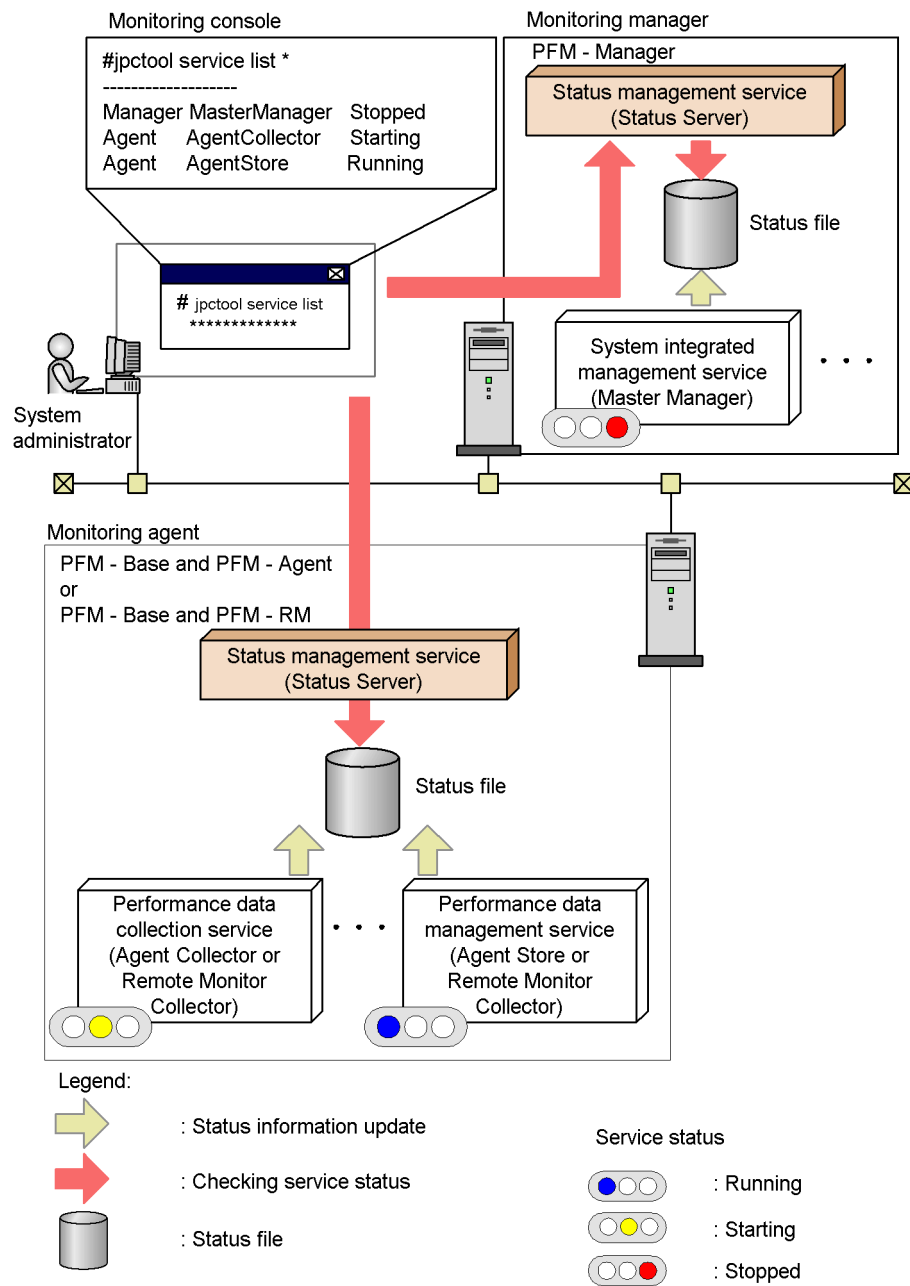 Monitoring console
#jpctool service list *
-------------------
Manager MasterManager Stopped
Agent AgentCollector Starting
Agent AgentStore Running
# jpctool service list
*************
System
administrator
Monitoring manager
PFM - Manager
Status management service
(Status Server)
Status file
System integrated
management service
(Master Manager)
. . .
Monitoring agent
PFM - Base and PFM - Agent
or
PFM - Base and PFM - RM
Status management service
(Status Server)
Status file
Performance data
collection service
(Agent Collector or
Remote Monitor
Collector)
. . .
Performance data
management service
(Agent Store or
Remote Monitor
Collector)
Legend:
: Status information update
: Checking service status
: Status file
Service status
: Running
: Starting
: Stopped